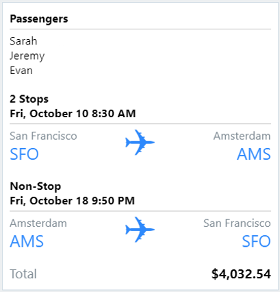 Passengers
Sarah
Jeremy
Evan
2 Stops
Fri, October 10 8:30 AM
San Francisco Amsterdam
SFO AMS
Non-Stop
Fri, October 18 9:50 PM
Amsterdam San Francisco
AMS SFO
Total $4,032.54